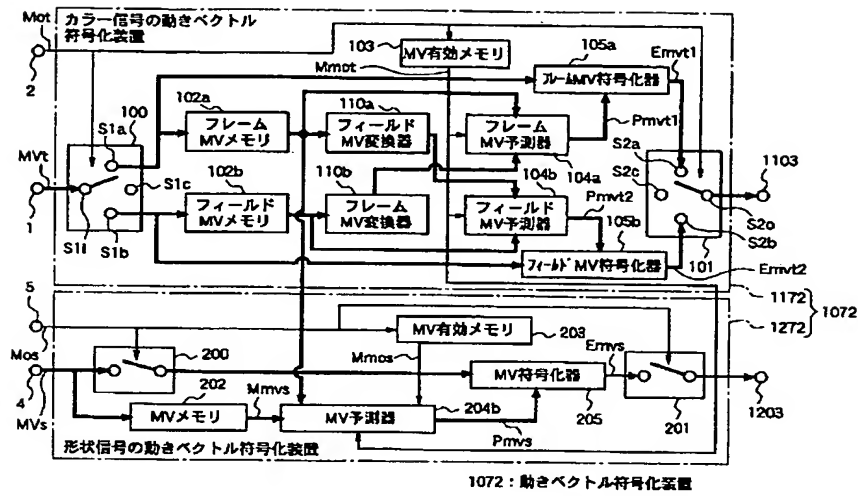 Mot
カラー信号の動きベクトル
符号化装置
2
103
MV有効メモリ
Mmot
105a
フレームMV符号化器
Emvt1
100
S1a
102a
フレーム
MVメモリ
110a
フィールド
MV変換器
フレーム
MV予測器
104a
Pmvt1
S2a
S2c
1103
MVt
1
S1c
S1i
S1b
102b
フィールド
MVメモリ
110b
フレーム
MV変換器
104b
フィールド
MV予測器
Pmvt2
105b
フィールドMV符号化器
S2o
S2b
101
Emvt2
5
Mos
1172
1272
1072
200
MV有効メモリ
203
Mmos
Emvs
4
MVs
202
MVメモリ
Mmvs
MV予測器
204b
MV符号化器
205
Pmvs
201
1203
形状信号の動きベクトル符号化装置
1072：動きベクトル符号化装置